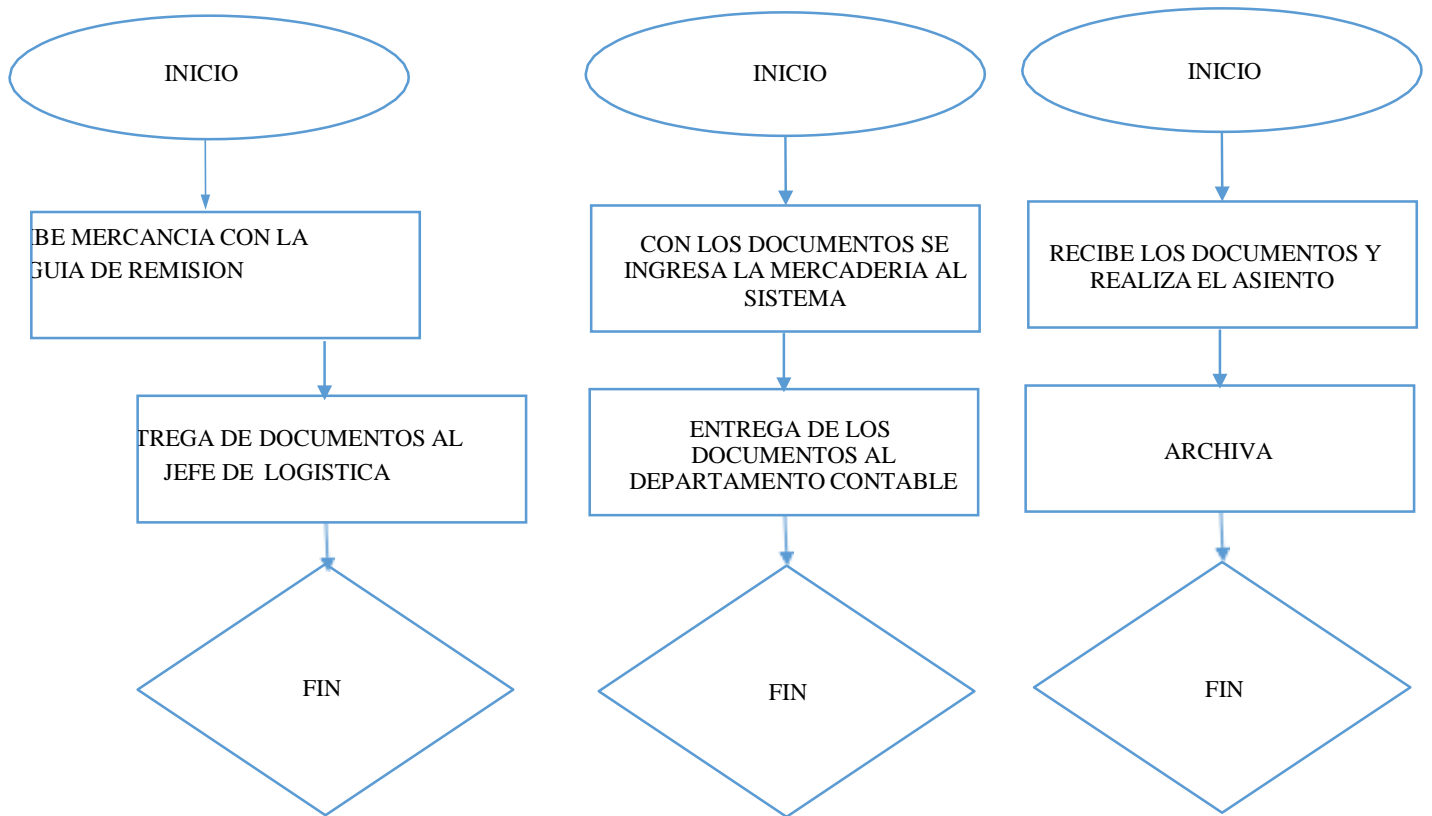 INICIO
IBE MERCANCIA CON LA
GUIA DE REMISION
TREGA DE DOCUMENTOS AL
JEFE DE LOGISTICA
FIN
INICIO
CON LOS DOCUMENTOS SE
INGRESA LA MERCADERIA AL
SISTEMA
ENTREGA DE LOS
DOCUMENTOS AL
DEPARTAMENTO CONTABLE
FIN
INICIO
RECIBE LOS DOCUMENTOS Y
REALIZA EL ASIENTO
ARCHIVA
FIN